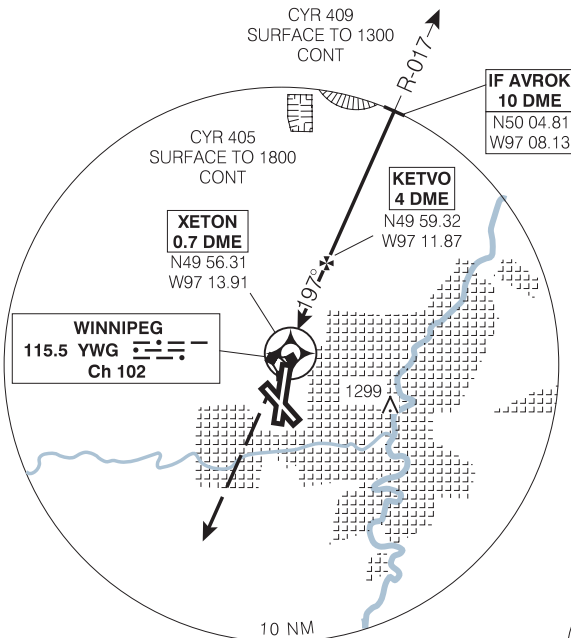 CYR 409
SURFACE TO 1300
CONT
R-017
IF AVROK
10 DME
N50 04.81
W97 08.13
CYR 405
SURFACE TO 1800
CONT
KETVO
4 DME
N49 59.32
W97 11.87
XETON
0.7 DME
N49 56.31
W97 13.91
197°
WINNIPEG
115.5 YWG
Ch 102
1299
10 NM